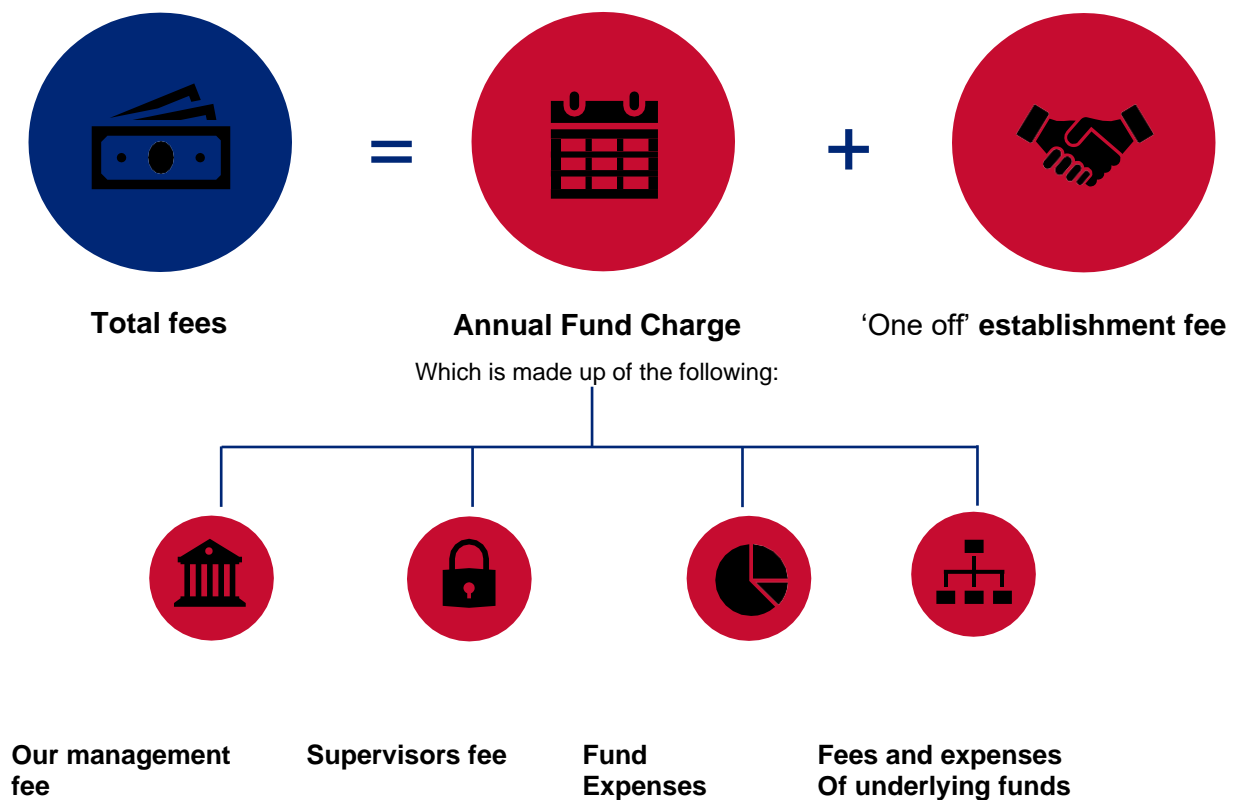 =
+
Total fees
Annual Fund Charge
‘One off’ establishment fee
Which is made up of the following:
Our management
fee
Supervisors fee
Fund
Expenses
Fees and expenses
Of underlying funds